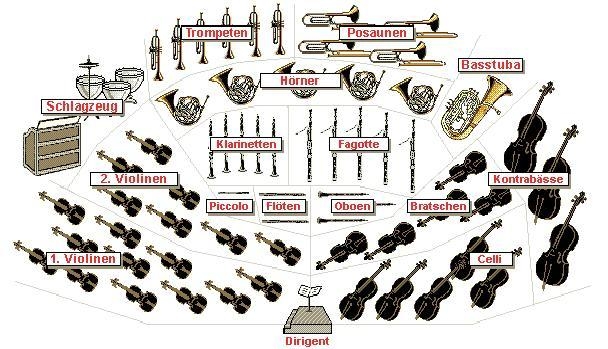 Trompeten
Posaunen
Basstuba
Hörner
Schlagzeug
Klarinetten
Fagotte
2. Violinen
Kontrabässe
Piccolo
Flöten
Oboen
Bratschen
1. Violinen
Celli
Dirigent